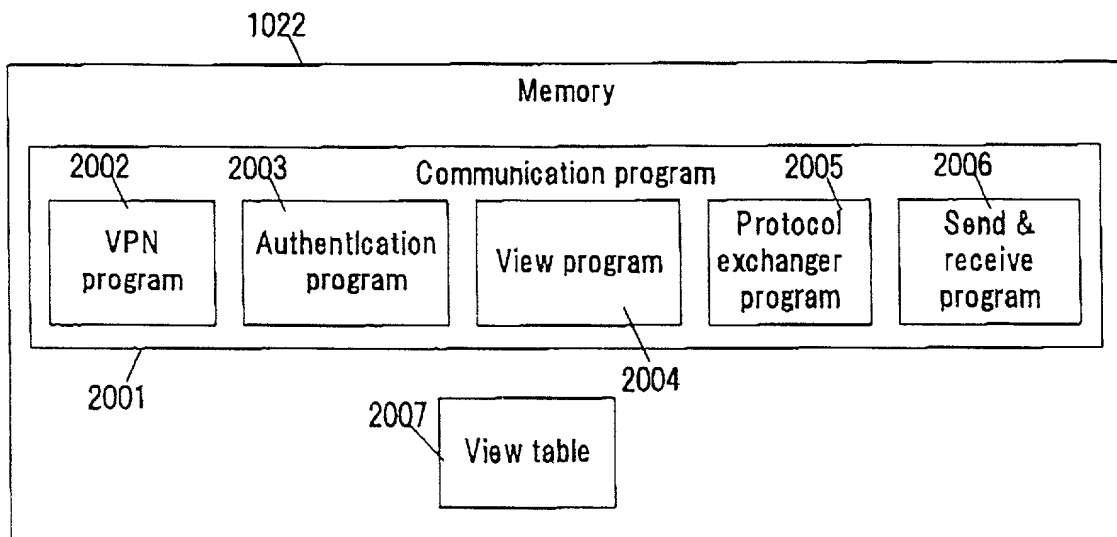 1022
Memory
2002
2003
Communication program
2005
2006
VPN
program
Authentication
program
View program
Protocol
exchanger
program
Send &
receive
program
2001
2004
2007
View table